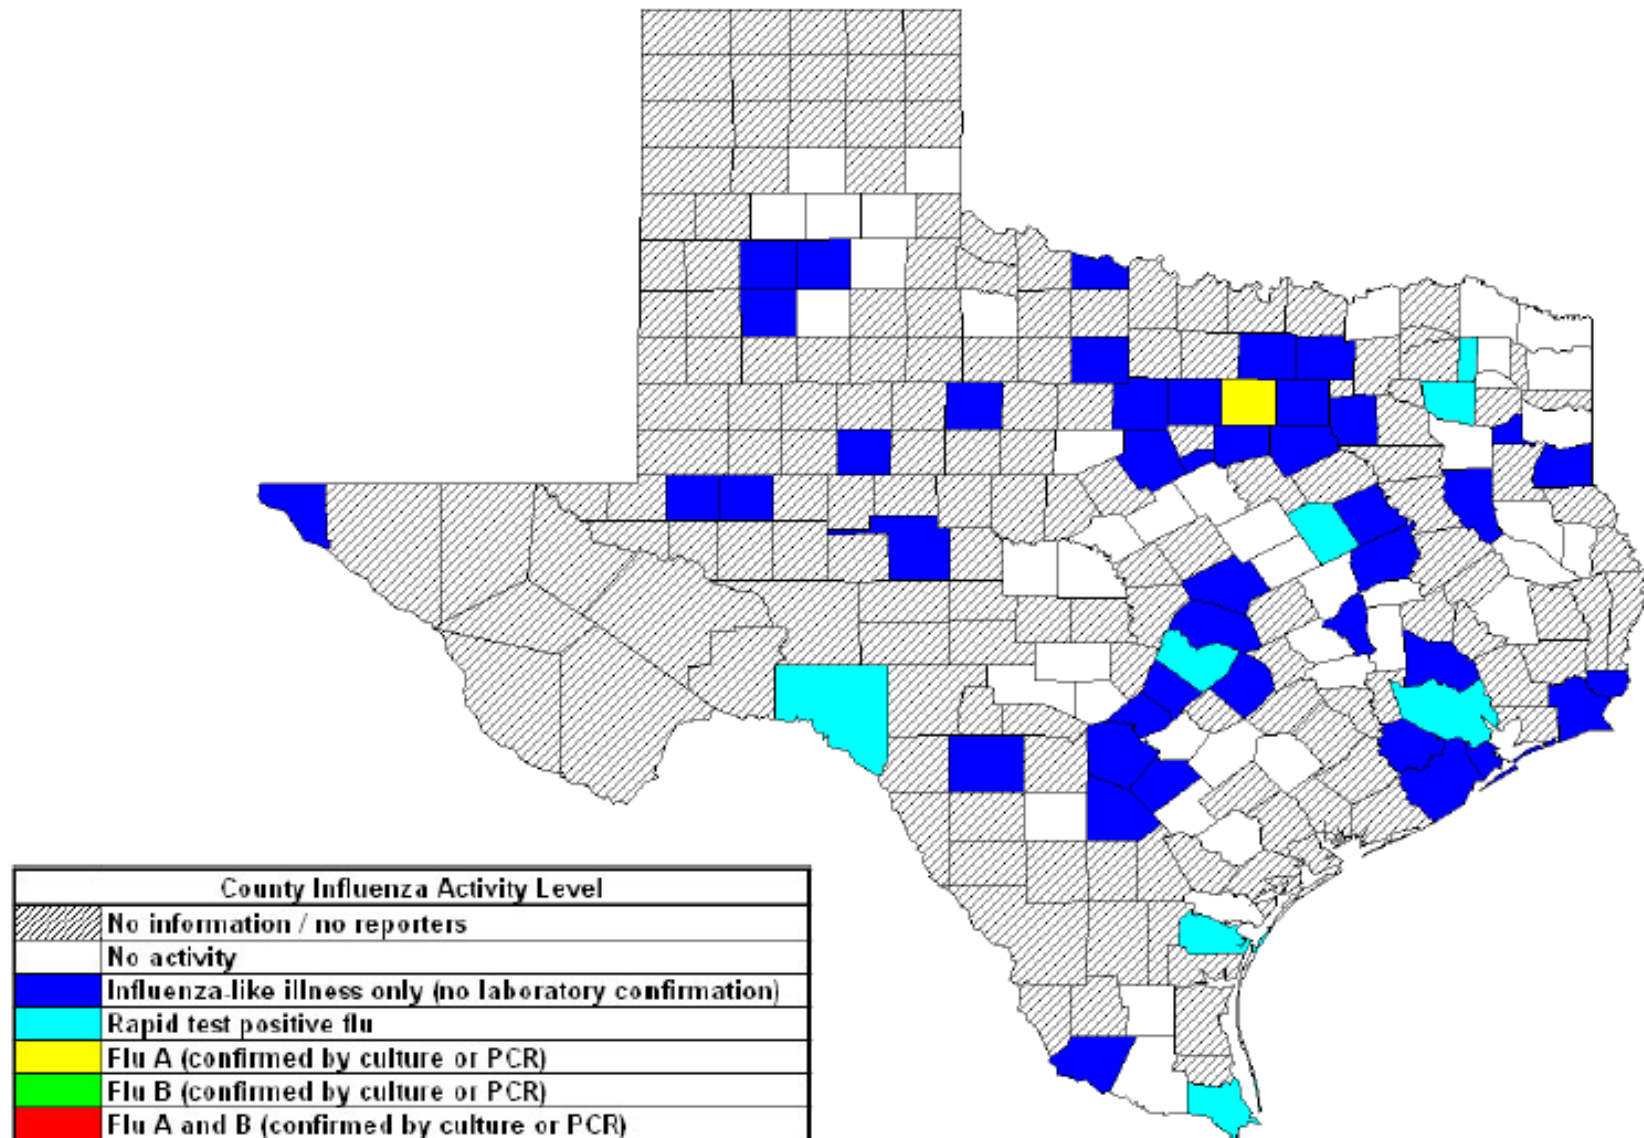 County Influenza Activity Level
No information / no reporters
No activity
Influenza-like illness only (no laboratory confirmation)
Rapid test positive flu
Flu A (confirmed by culture or PCR)
Flu B (confirmed by culture or PCR)
Flu A and B (confirmed by culture or PCR)